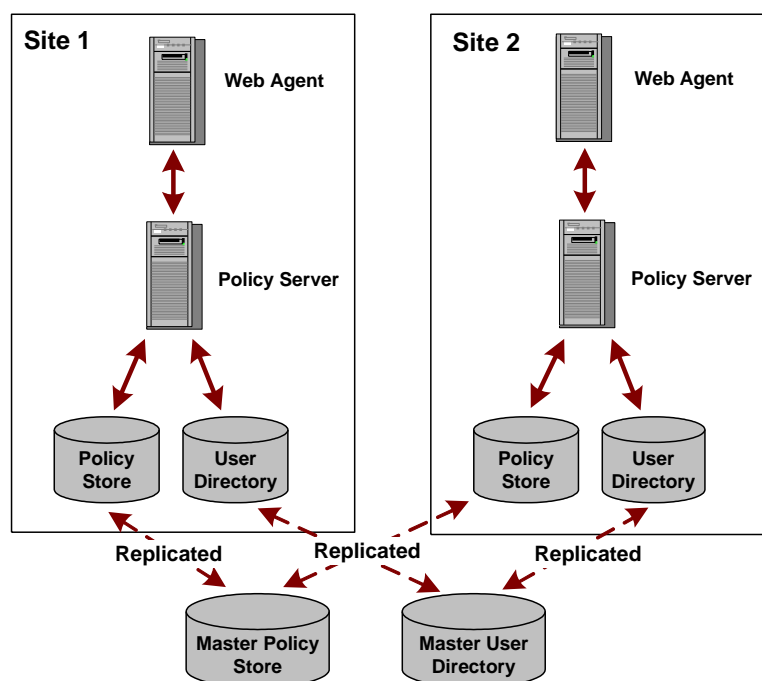 Site 1
Web Agent
Policy Server
Policy
Store
User
Directory
Site 2
Web Agent
Policy Server
Policy
Store
User
Directory
Replicated
Replicated
Replicated
Master Policy
Store
Master User
Directory